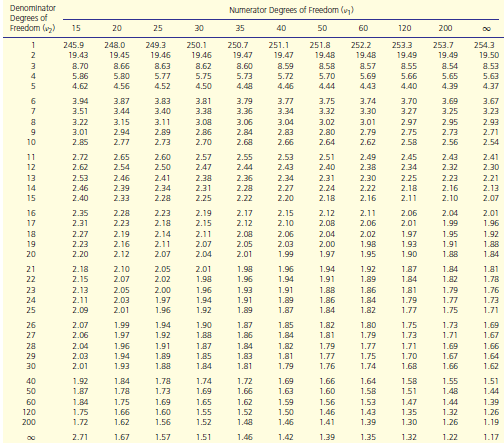 Denominator
Degrees of
Freedom (ν₂)
Numerator Degrees of Freedom (ν₁)
15 20 25 30 35 40 50 60 120 200 ∞
1 245.9 248.0 249.3 250.1 250.7 251.1 251.8 252.2 253.3 253.7 254.3
2 19.43 19.45 19.46 19.46 19.47 19.47 19.48 19.48 19.49 19.49 19.50
3 8.70 8.66 8.63 8.62 8.60 8.59 8.58 8.57 8.55 8.54 8.53
4 5.86 5.80 5.77 5.75 5.73 5.72 5.70 5.69 5.66 5.65 5.63
5 4.62 4.56 4.52 4.50 4.48 4.46 4.44 4.43 4.40 4.39 4.37
6 3.94 3.87 3.83 3.81 3.79 3.77 3.75 3.74 3.70 3.69 3.67
7 3.51 3.44 3.40 3.38 3.36 3.34 3.32 3.30 3.27 3.25 3.23
8 3.22 3.15 3.11 3.08 3.06 3.04 3.02 3.01 2.97 2.95 2.93
9 3.01 2.94 2.89 2.86 2.84 2.83 2.80 2.79 2.75 2.73 2.71
10 2.85 2.77 2.73 2.70 2.68 2.66 2.64 2.62 2.58 2.56 2.54
11 2.72 2.65 2.60 2.57 2.55 2.53 2.51 2.49 2.45 2.43 2.41
12 2.62 2.54 2.50 2.47 2.44 2.43 2.40 2.38 2.34 2.32 2.30
13 2.53 2.46 2.41 2.38 2.36 2.34 2.31 2.30 2.25 2.23 2.21
14 2.46 2.39 2.34 2.31 2.28 2.27 2.24 2.22 2.18 2.16 2.13
15 2.40 2.33 2.28 2.25 2.22 2.20 2.18 2.16 2.11 2.10 2.07
16 2.35 2.28 2.23 2.19 2.17 2.15 2.12 2.11 2.06 2.04 2.01
17 2.31 2.23 2.18 2.15 2.12 2.10 2.08 2.06 2.01 1.99 1.96
18 2.27 2.19 2.14 2.11 2.08 2.06 2.04 2.02 1.97 1.95 1.92
19 2.23 2.16 2.11 2.07 2.05 2.03 2.00 1.98 1.93 1.91 1.88
20 2.20 2.12 2.07 2.04 2.01 1.99 1.97 1.95 1.90 1.88 1.84
21 2.18 2.10 2.05 2.01 1.98 1.96 1.94 1.92 1.87 1.84 1.81
22 2.15 2.07 2.02 1.98 1.96 1.94 1.91 1.89 1.84 1.82 1.78
23 2.13 2.05 2.00 1.96 1.93 1.91 1.88 1.86 1.81 1.79 1.76
24 2.11 2.03 1.97 1.94 1.91 1.89 1.86 1.84 1.79 1.77 1.73
25 2.09 2.01 1.96 1.92 1.89 1.87 1.84 1.82 1.77 1.75 1.71
26 2.07 1.99 1.94 1.90 1.87 1.85 1.82 1.80 1.75 1.73 1.69
27 2.06 1.97 1.92 1.88 1.86 1.84 1.81 1.79 1.73 1.71 1.67
28 2.04 1.96 1.91 1.87 1.84 1.82 1.79 1.77 1.71 1.69 1.66
29 2.03 1.94 1.89 1.85 1.83 1.81 1.77 1.75 1.70 1.67 1.64
30 2.01 1.93 1.88 1.84 1.81 1.79 1.76 1.74 1.68 1.66 1.62
40 1.92 1.84 1.78 1.74 1.72 1.69 1.66 1.64 1.58 1.55 1.51
50 1.87 1.78 1.73 1.69 1.66 1.63 1.60 1.58 1.51 1.48 1.44
60 1.84 1.75 1.69 1.65 1.62 1.59 1.56 1.53 1.47 1.44 1.39
120 1.75 1.66 1.60 1.55 1.52 1.50 1.46 1.43 1.35 1.32 1.26
200 1.72 1.62 1.56 1.52 1.48 1.46 1.41 1.39 1.30 1.26 1.19
∞ 2.71 1.67 1.57 1.51 1.46 1.42 1.39 1.35 1.32 1.22 1.17